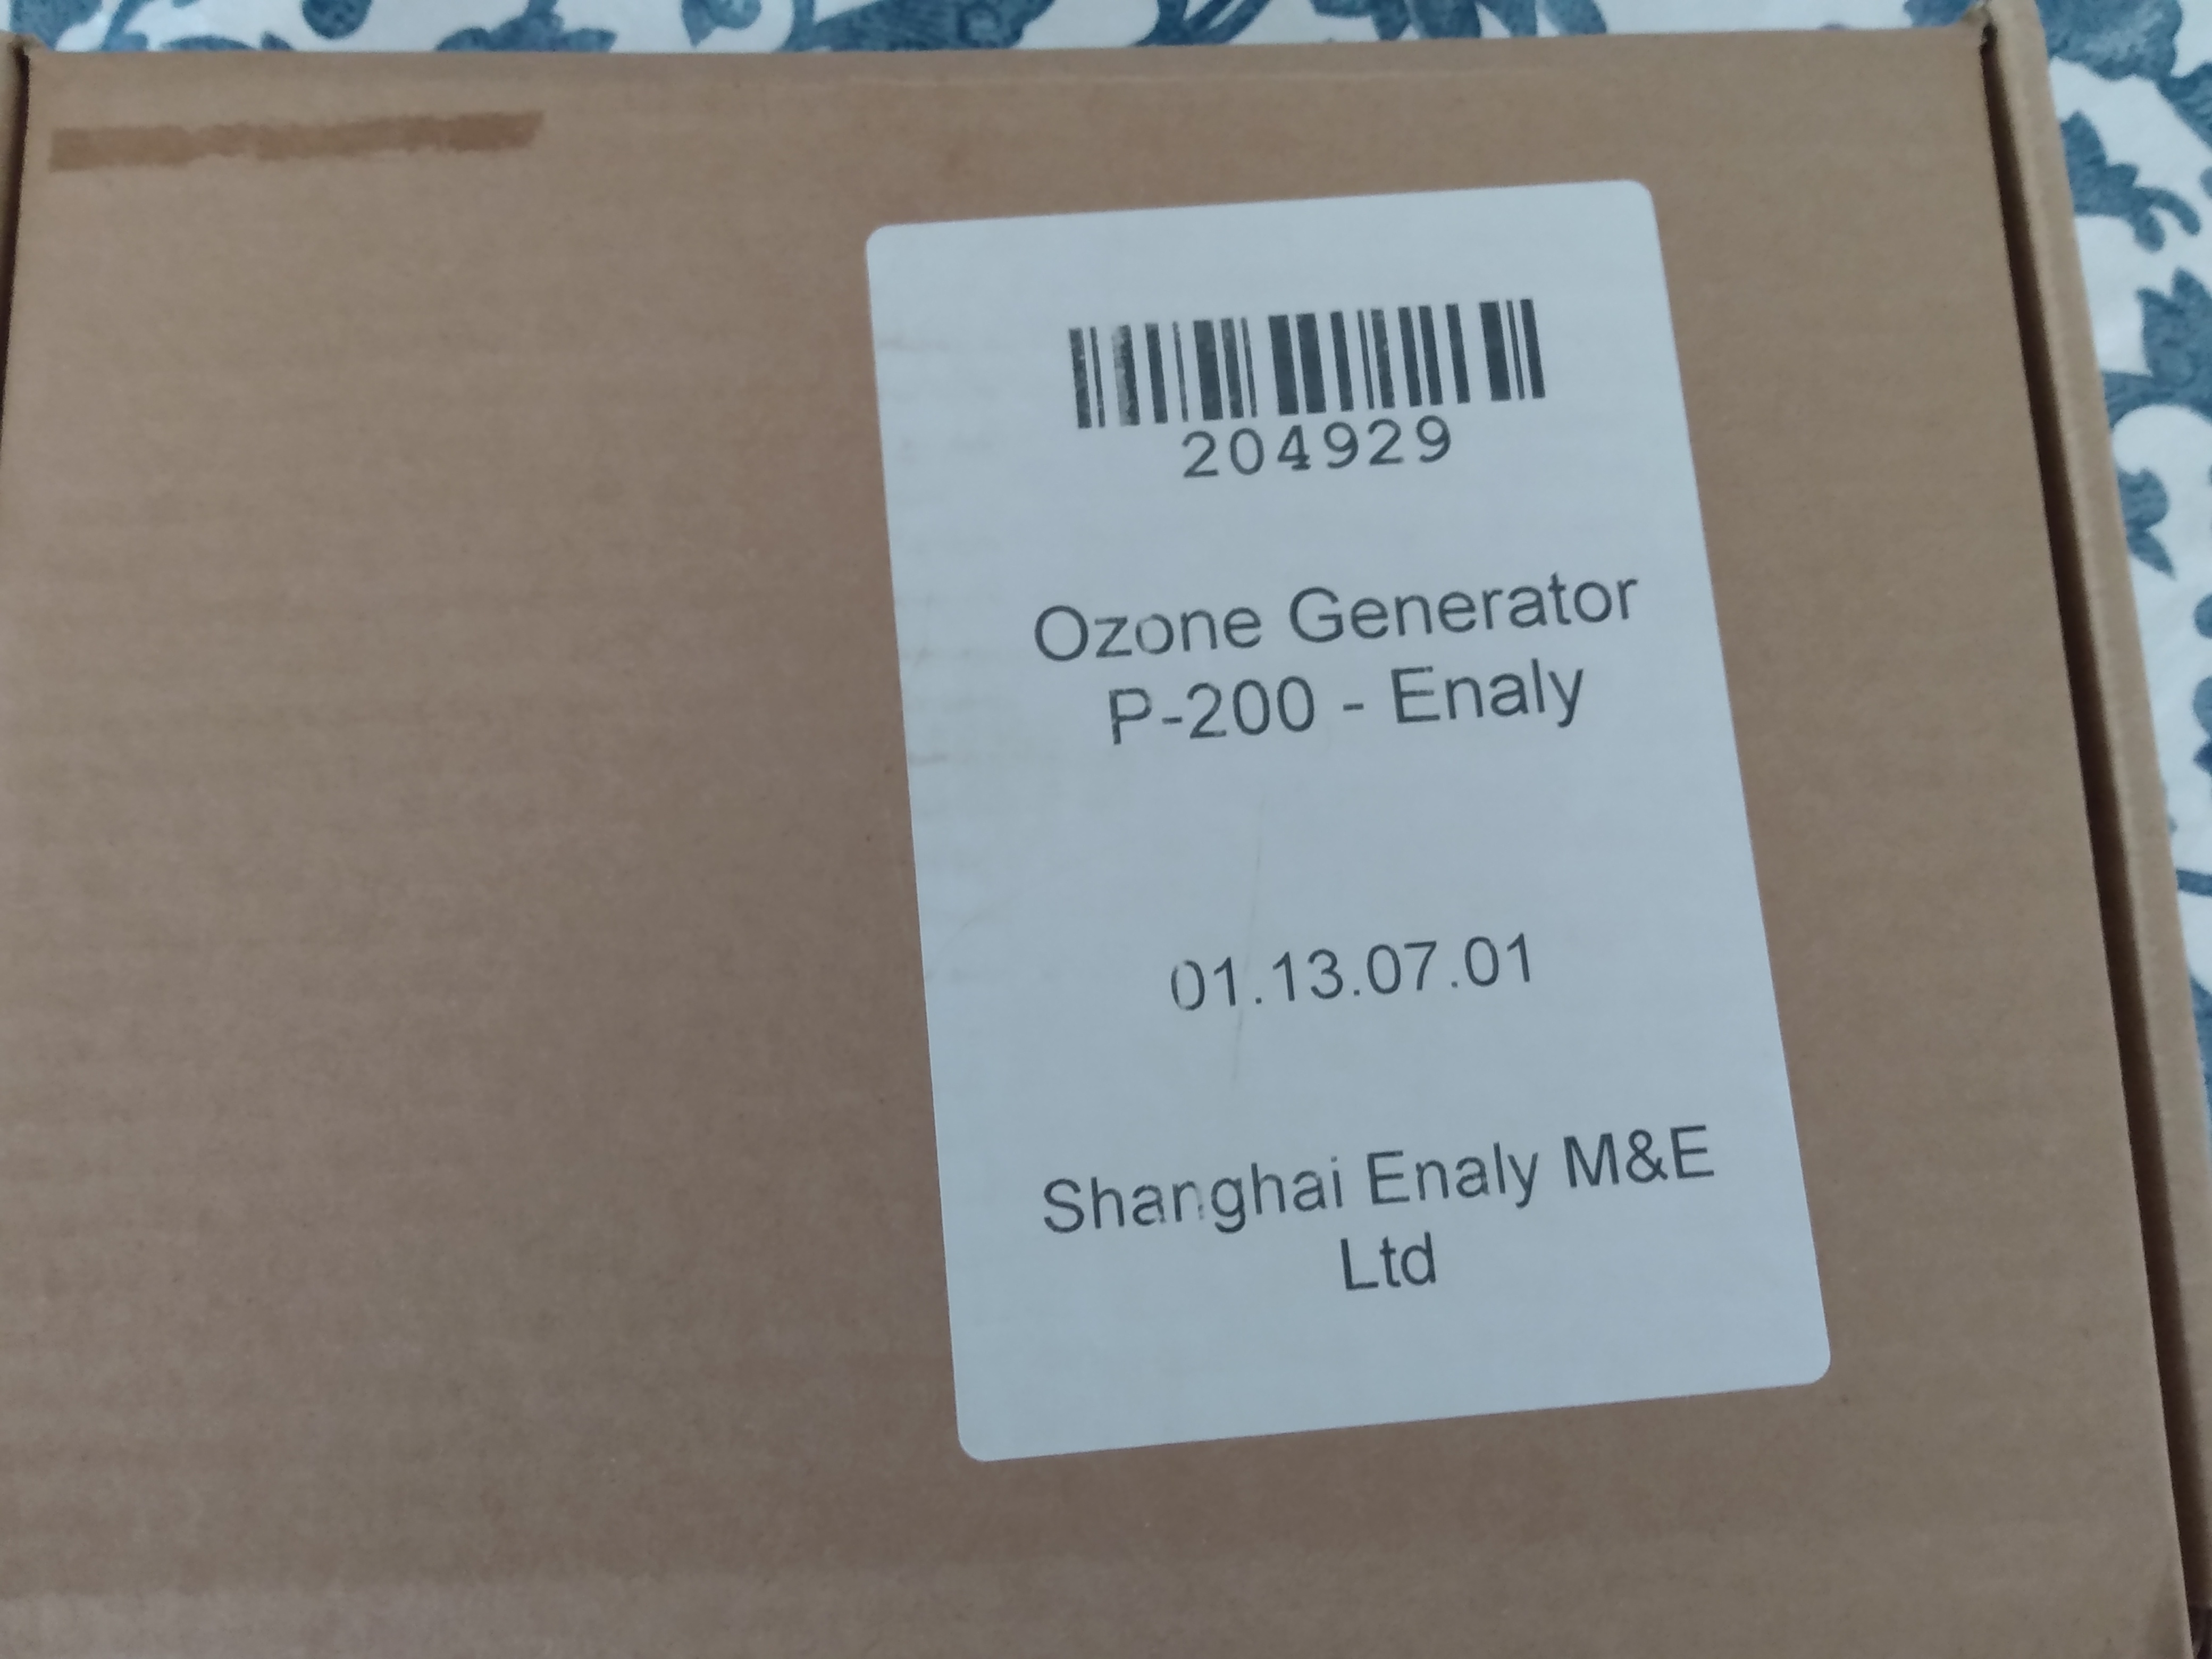 204929
Ozone Generator
P-200 - Enaly
01.13.07.01
Shanghai Enaly M&E
Ltd